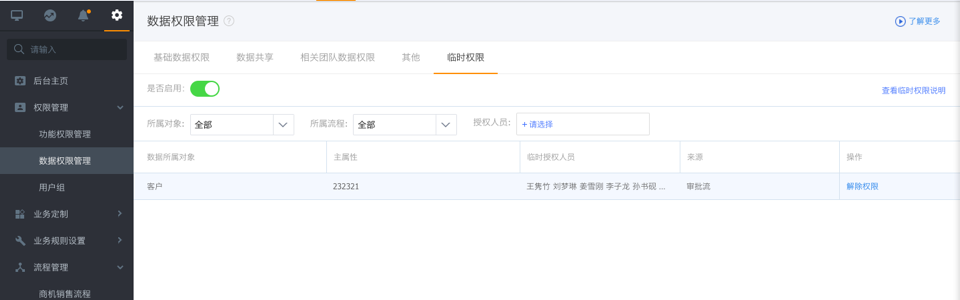 数据权限管理 ?
了解更多
请输入
基础数据权限 数据共享 相关团队数据权限 其他 临时权限
后台主页
是否启用:
查看临时权限说明
权限管理
所属对象: 全部 所属流程: 全部 授权人员: + 请选择
功能权限管理
数据权限管理
数据所属对象 主属性 临时授权人员 来源 操作
用户组
客户 232321 王隽竹 刘梦琳 姜雪刚 李子龙 孙书砚 ... 审批流 解除权限
业务定制
业务规则设置
流程管理
商机销售流程